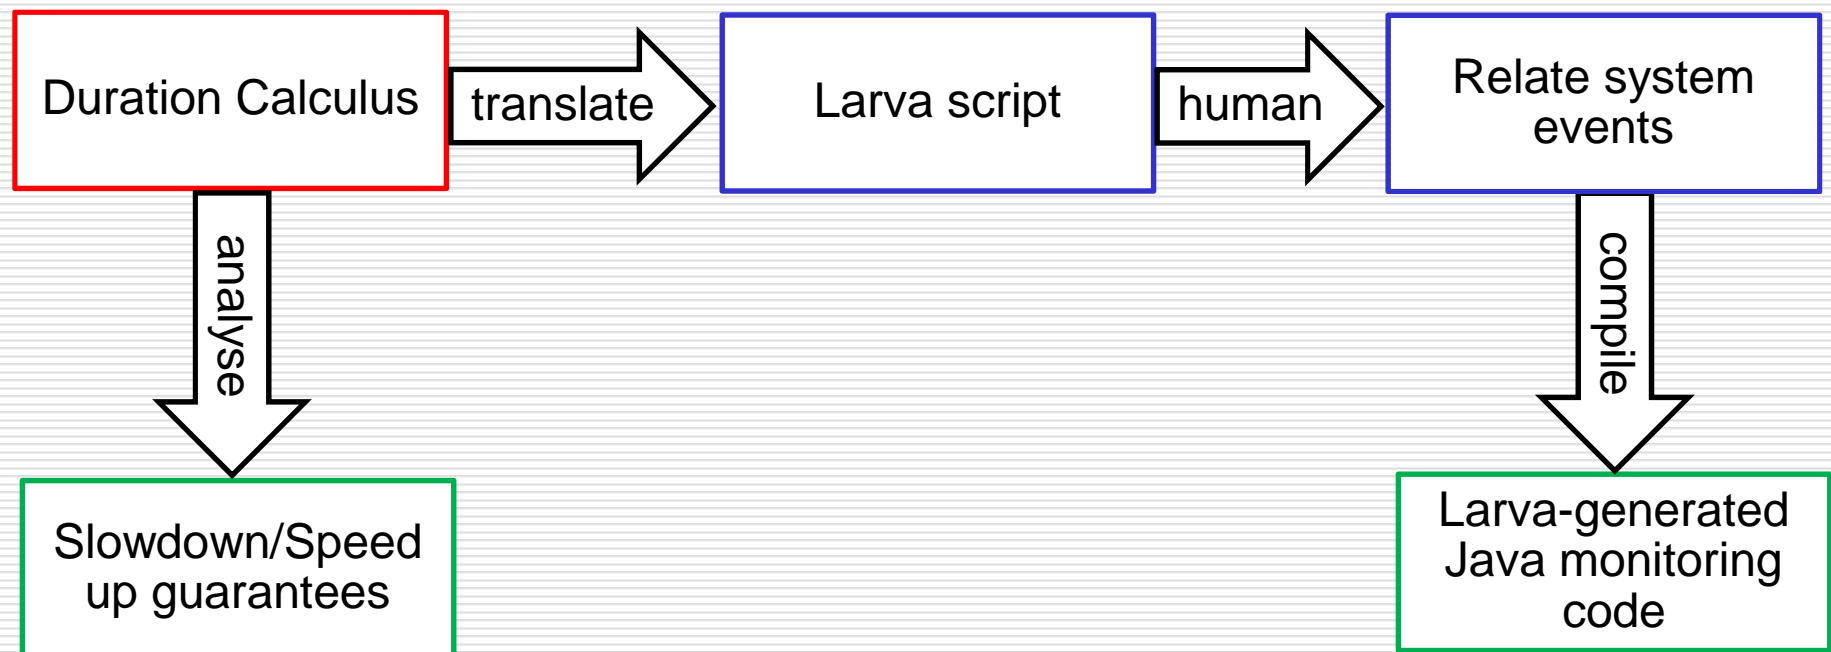 Duration Calculus
translate
Larva script
human
Relate system
events
analyse
compile
Slowdown/Speed
up guarantees
Larva-generated
Java monitoring
code